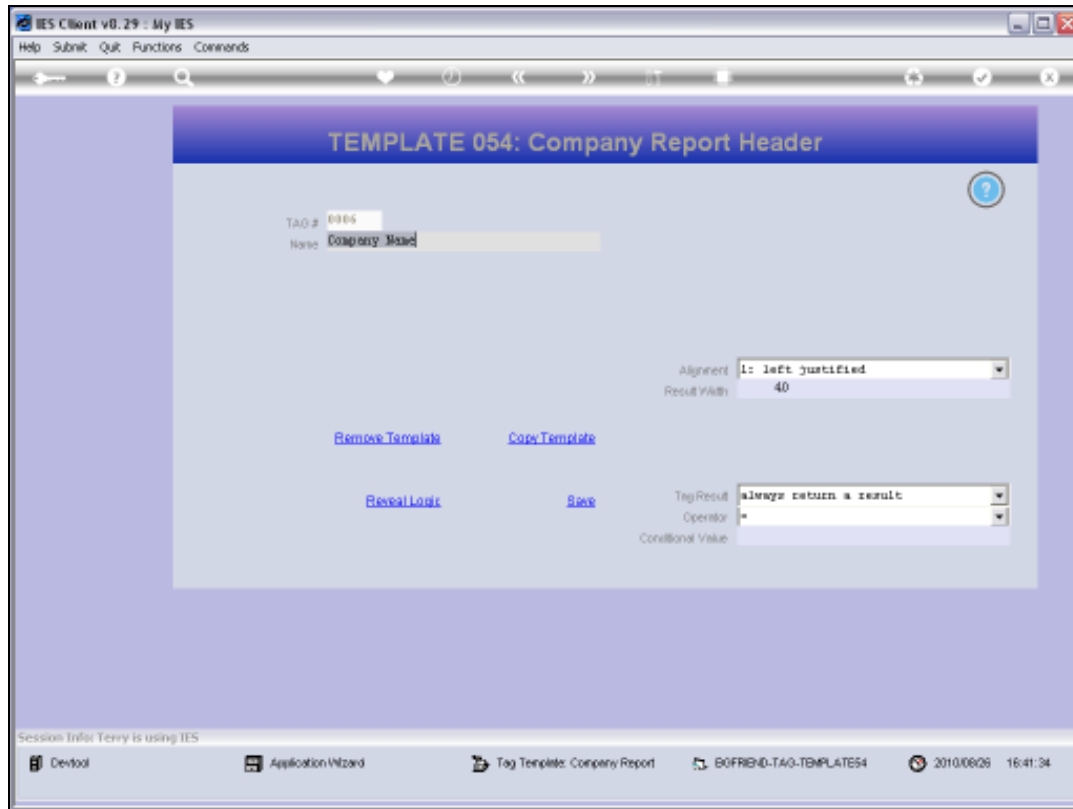 IES Client v8.29 : My IES
Help Submit Quit Functions Commands
TEMPLATE 054: Company Report Header
TAG # 0006
Name Company Name
Alignment 1: left justified
Result Width 40
Remove Template Copy Template
Reveal Logic Save
Tag Result always return a result
Operator =
Conditional Value
Session Info: Terry is using IES
Devtool Application Wizard Tag Template: Company Report BGFRIEND-TAG-TEMPLATE54 2010/08/26 16:41:34